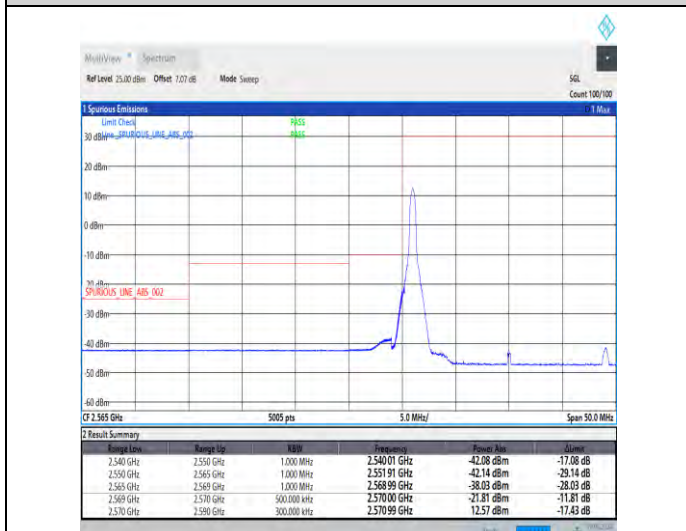 MultiView Spectrum
Ref Level 25.00 dBm Offset 7.07 dB Mode Sweep SGL
Count 100/100
1 Spurious Emissions 1 Max
Limit Check PASS
30 dBm Line _SPURIOUS_LINE_ABS_002 PASS
20 dBm
10 dBm
0 dBm
-10 dBm
-20 dBm
_SPURIOUS_LINE_ABS_002
-30 dBm
-40 dBm
-50 dBm
-60 dBm
CF 2.565 GHz 5005 pts 5.0 MHz/ Span 50.0 MHz
2 Result Summary
Range Low Range Up RBW Frequency Power Abs ΔLimit
2.540 GHz 2.550 GHz 1.000 MHz 2.540 01 GHz -42.08 dBm -17.08 dB
2.550 GHz 2.565 GHz 1.000 MHz 2.551 91 GHz -42.14 dBm -29.14 dB
2.565 GHz 2.569 GHz 1.000 MHz 2.568 99 GHz -38.03 dBm -28.03 dB
2.569 GHz 2.570 GHz 500.000 kHz 2.570 00 GHz -21.81 dBm -11.81 dB
2.570 GHz 2.590 GHz 300.000 kHz 2.570 99 GHz 12.57 dBm -17.43 dB